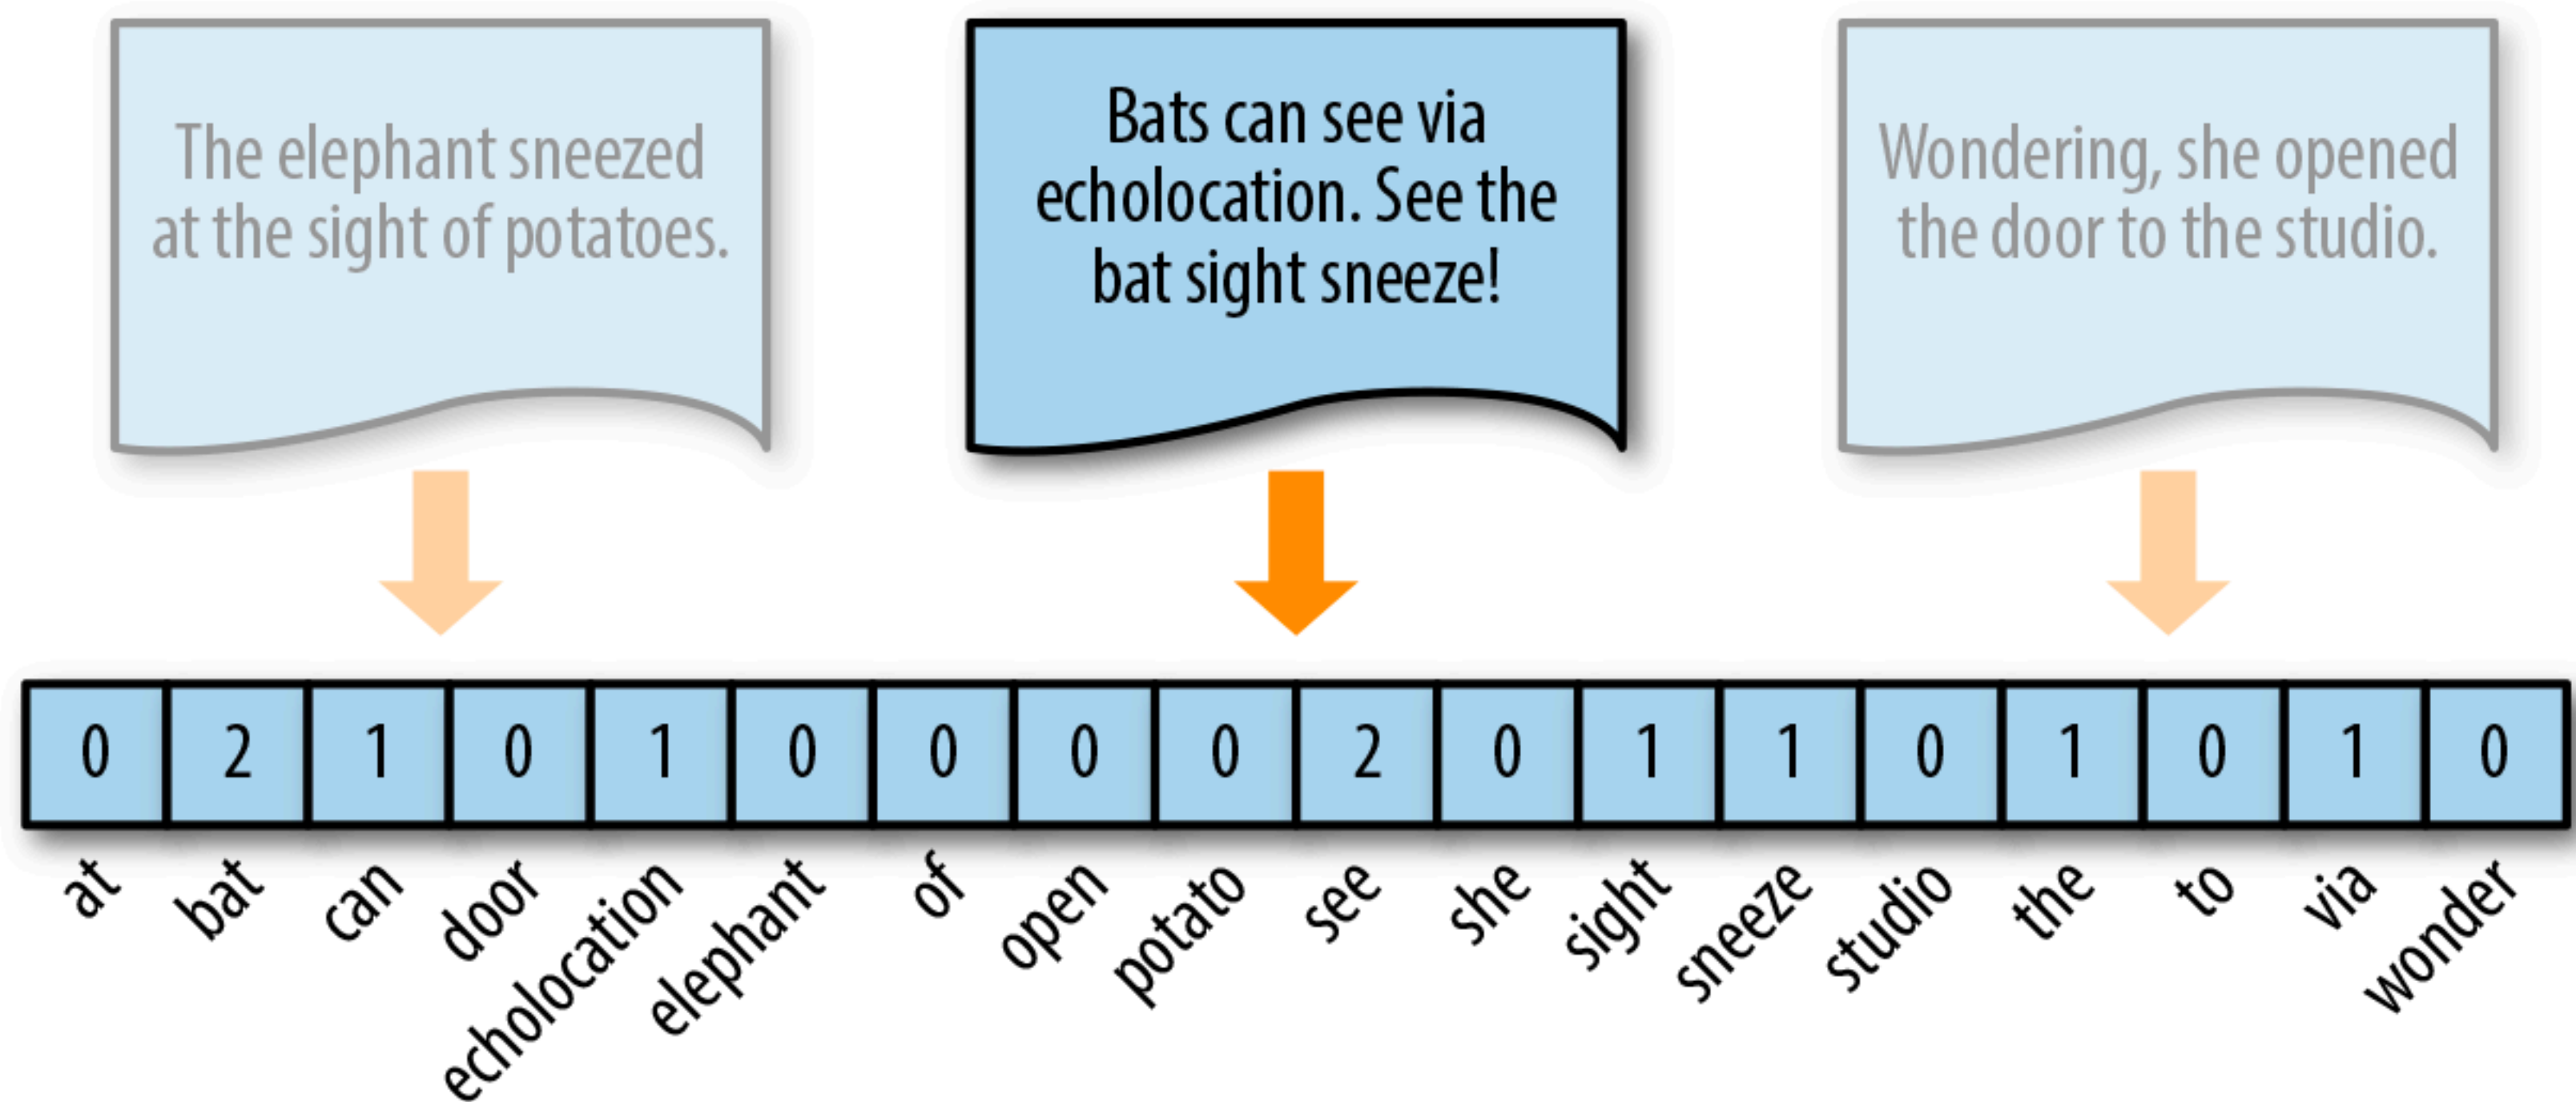 The elephant sneezed
at the sight of potatoes.
Bats can see via
echolocation. See the
bat sight sneeze!
Wondering, she opened
the door to the studio.
0 2 1 0 1 0 0 0 0 2 0 1 1 0 1 0 1 0
at bat can door echolocation elephant of open potato see she sight sneeze studio the to via wonder